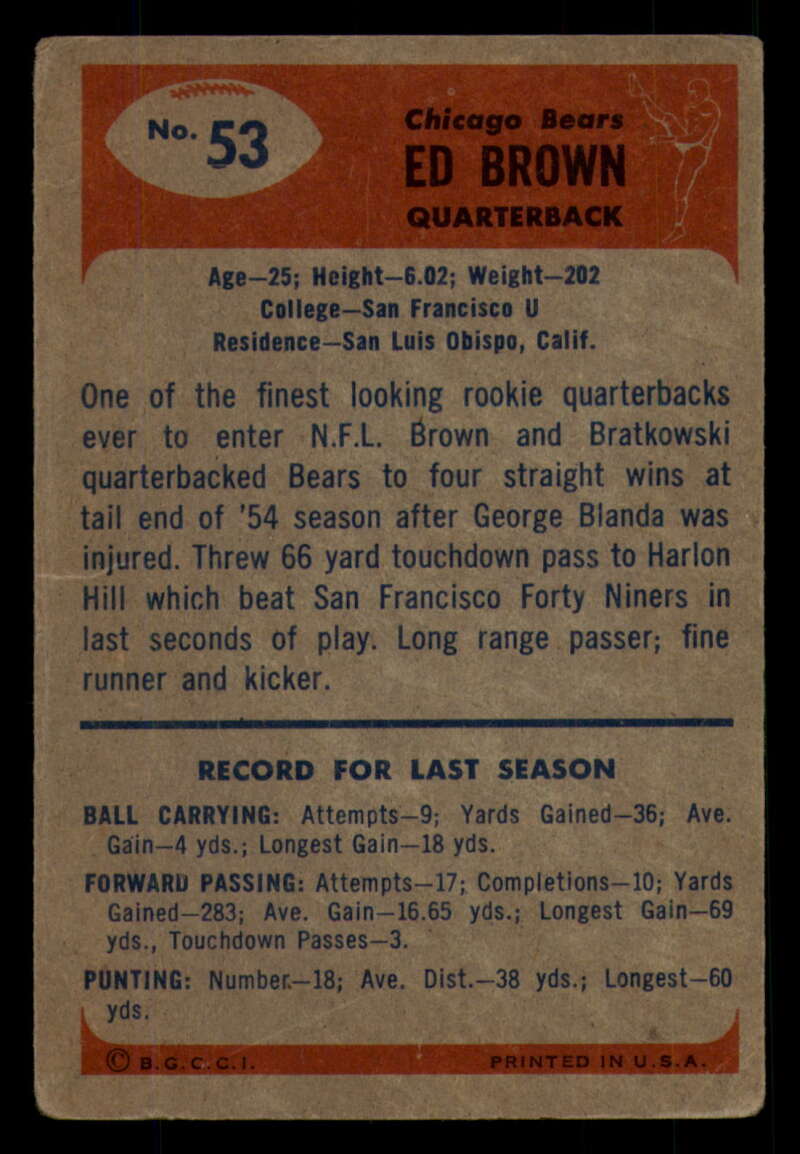 No. 53
Chicago Bears
ED BROWN
QUARTERBACK
Age—25; Height—6.02; Weight—202
College—San Francisco U
Residence—San Luis Obispo, Calif.
One of the finest looking rookie quarterbacks
ever to enter N.F.L. Brown and Bratkowski
quarterbacked Bears to four straight wins at
tail end of '54 season after George Blanda was
injured. Threw 66 yard touchdown pass to Harlon
Hill which beat San Francisco Forty Niners in
last seconds of play. Long range passer; fine
runner and kicker.
RECORD FOR LAST SEASON
BALL CARRYING: Attempts—9; Yards Gained—36; Ave.
Gain—4 yds.; Longest Gain—18 yds.
FORWARD PASSING: Attempts—17; Completions—10; Yards
Gained—283; Ave. Gain—16.65 yds.; Longest Gain—69
yds., Touchdown Passes—3.
PUNTING: Number—18; Ave. Dist.—38 yds.; Longest—60
yds.
© B.G.C.C.I. PRINTED IN U.S.A.